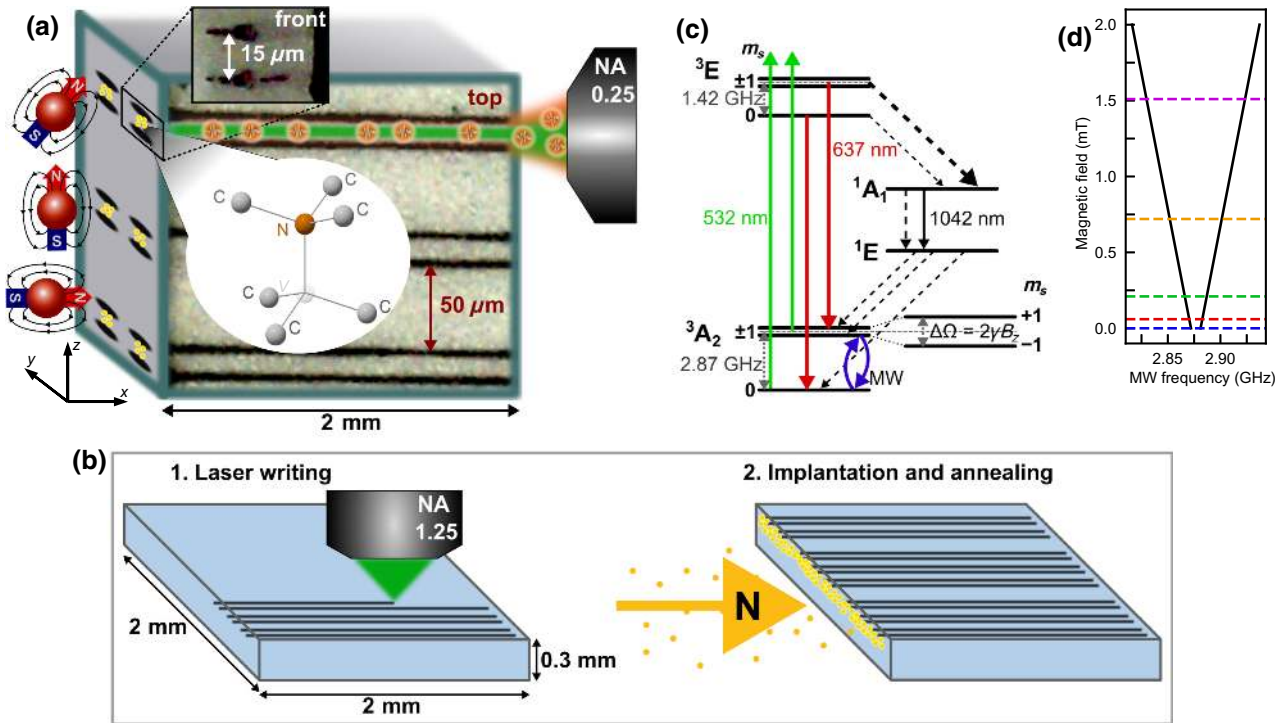 (a)
front
15 µm
top
NA
0.25
N
S
N
S
S
N
C
C
C
N
V
C
C
C
50 µm
z
y
x
2 mm
(c)
m_s
³E
±1
1.42 GHz
0
637 nm
¹A₁
532 nm
1042 nm
¹E
m_s
+1
³A₂
±1
ΔΩ = 2γB_z
−1
2.87 GHz
MW
0
(d)
2.0
1.5
1.0
0.5
0.0
Magnetic field (mT)
2.85
2.90
MW frequency (GHz)
(b)
1. Laser writing
NA
1.25
2 mm
2 mm
0.3 mm
2. Implantation and annealing
N